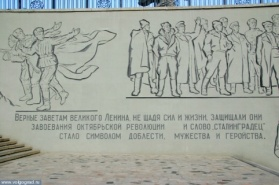 Верные заветам великого Ленина, не щадя сил и жизни, защищали они
завоевания Октябрьской революции и слово „сталинградец"
стало символом доблести, мужества и героизма.